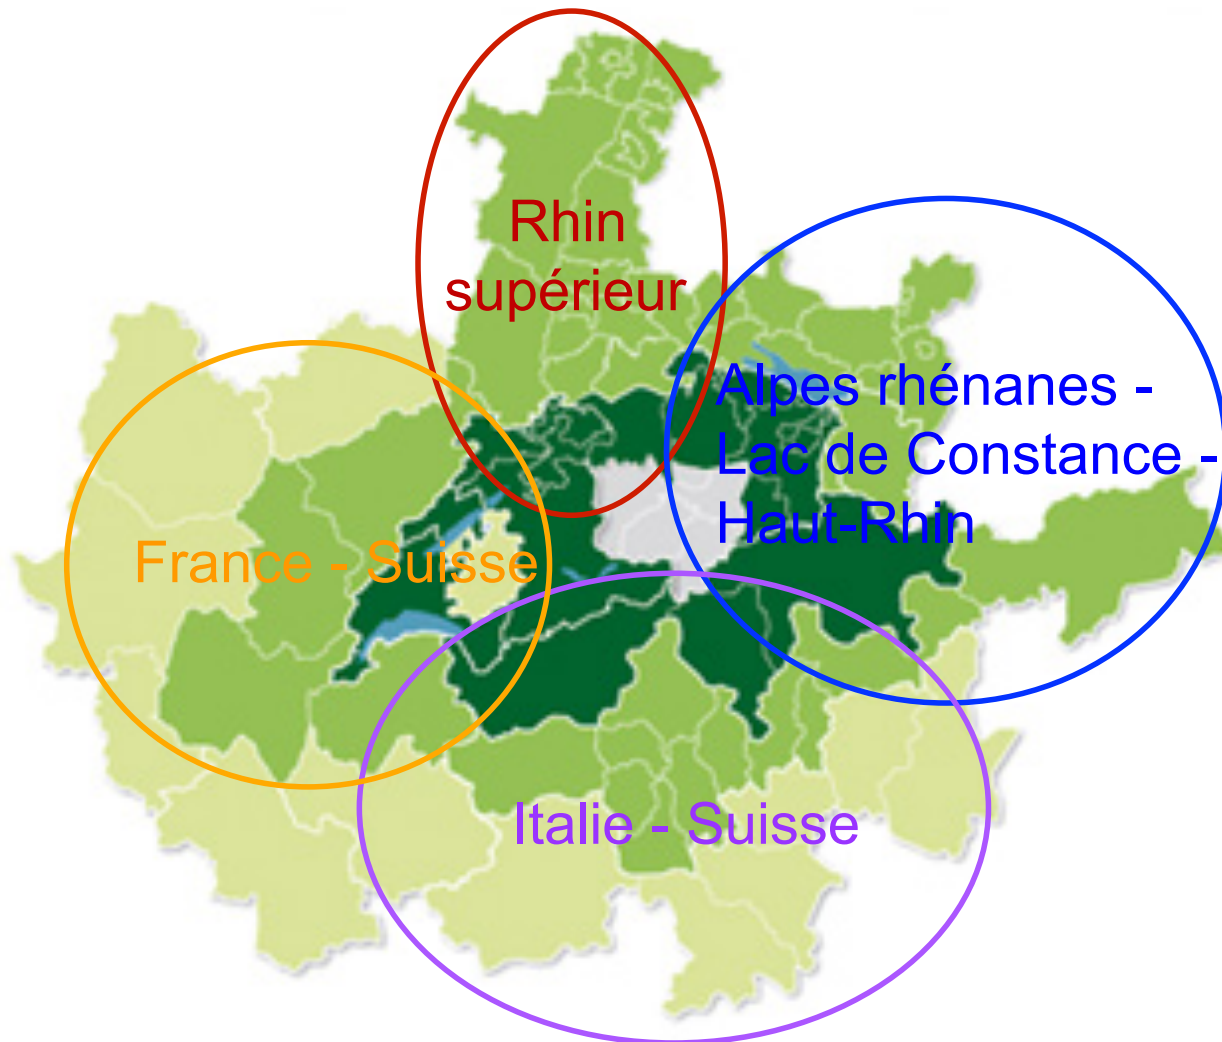 Rhin
supérieur
Alpes rhénanes -
Lac de Constance -
Haut-Rhin
France - Suisse
Italie - Suisse